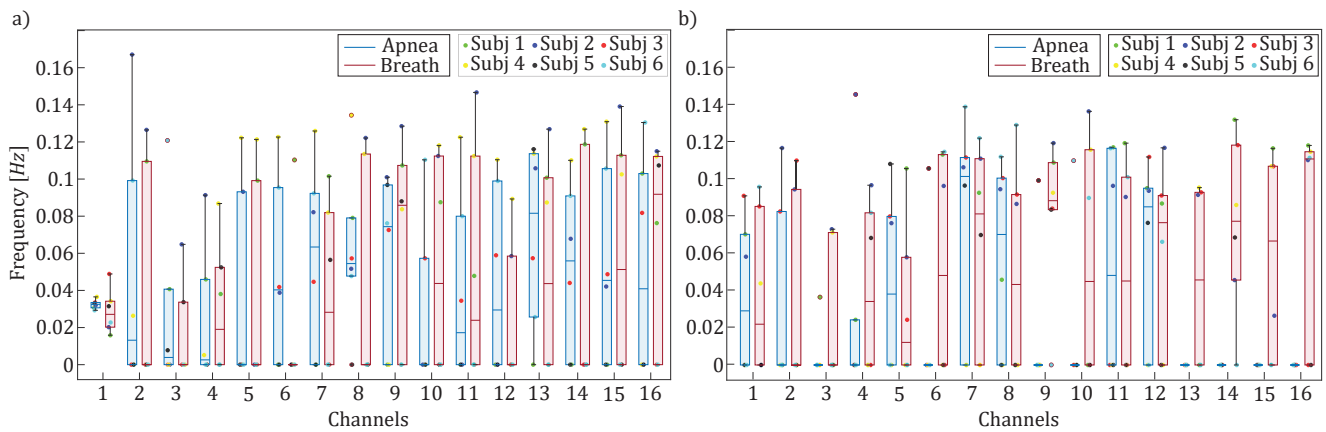 a)
Apnea
Breath
Subj 1 Subj 2 Subj 3
Subj 4 Subj 5 Subj 6
Frequency [Hz]
0.16
0.14
0.12
0.1
0.08
0.06
0.04
0.02
0
1 2 3 4 5 6 7 8 9 10 11 12 13 14 15 16
Channels
b)
Apnea
Breath
Subj 1 Subj 2 Subj 3
Subj 4 Subj 5 Subj 6
0.16
0.14
0.12
0.1
0.08
0.06
0.04
0.02
0
1 2 3 4 5 6 7 8 9 10 11 12 13 14 15 16
Channels